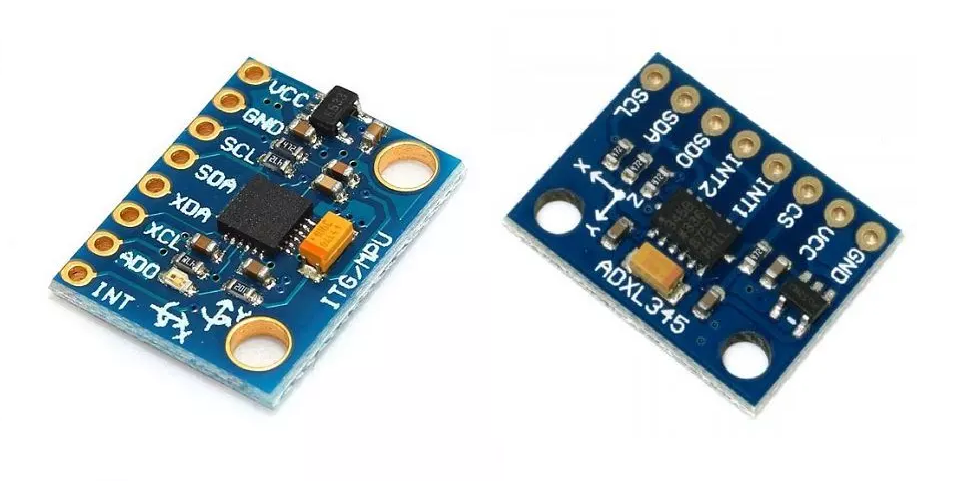 VCC
GND
SCL
SDA
XDA
XCL
ADO
INT
ITG/MPU
X
Y
SCL
SDA
SDO
INT2
INT1
CS
VCC
GND
X
Y
Z
ADXL345